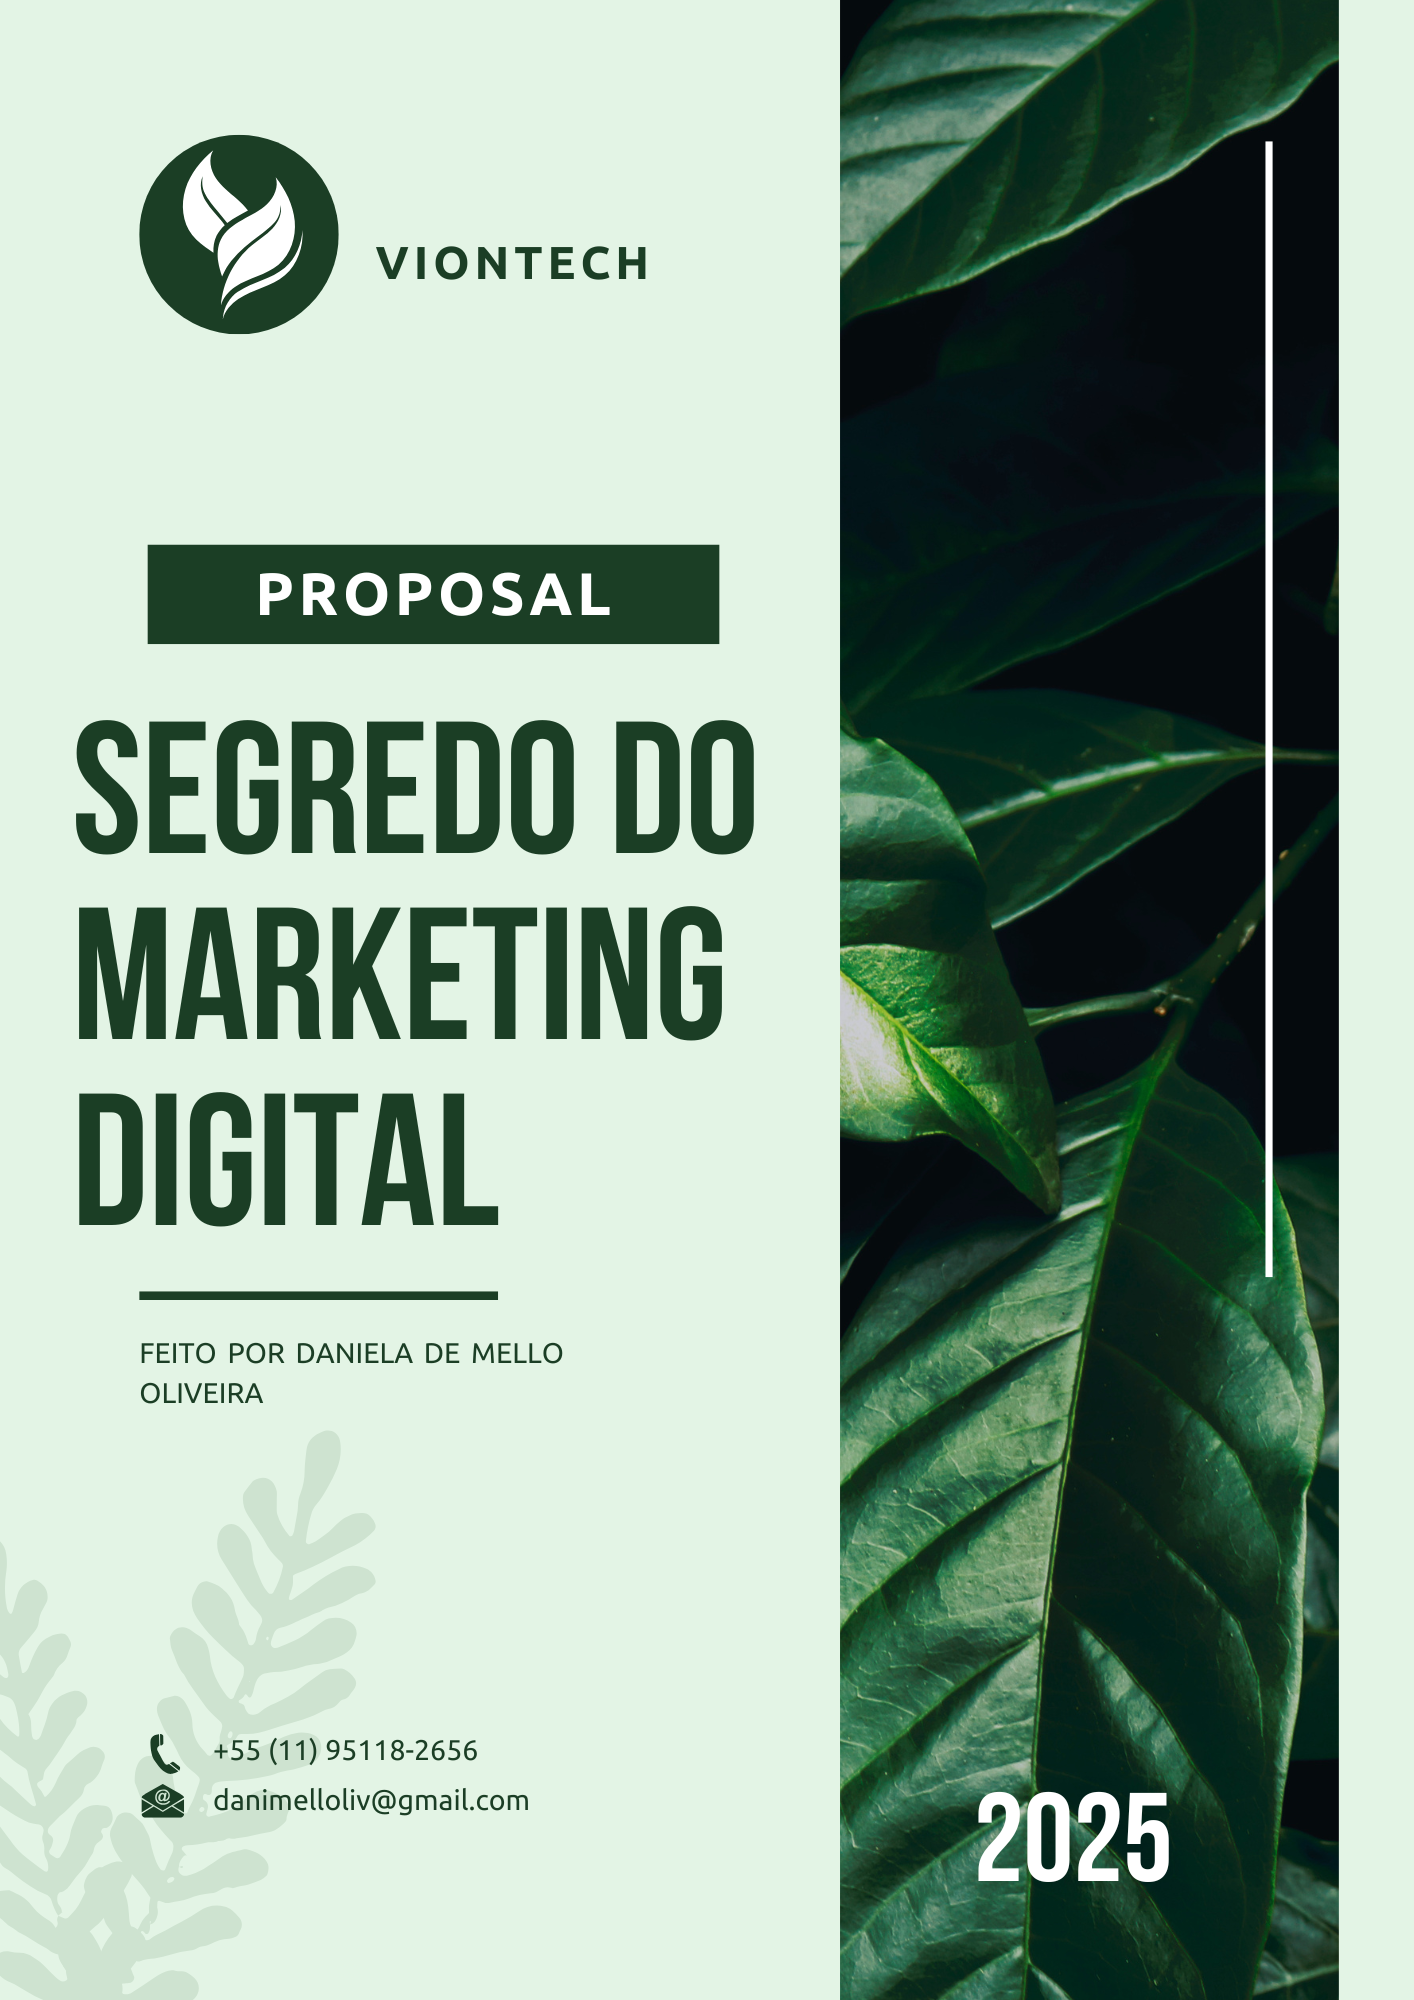 VIONTECH
PROPOSAL
SEGREDO DO
MARKETING
DIGITAL
FEITO POR DANIELA DE MELLO
OLIVEIRA
+55 (11) 95118-2656
danimelloliv@gmail.com
2025